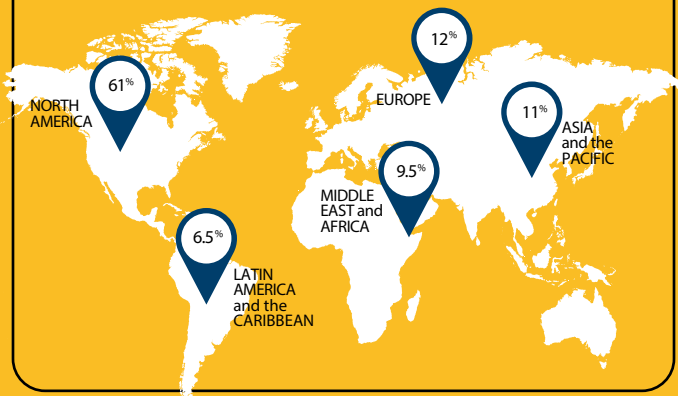 12%
EUROPE
61%
NORTH
AMERICA
11%
ASIA
and the
PACIFIC
9.5%
MIDDLE
EAST and
AFRICA
6.5%
LATIN
AMERICA
and the
CARIBBEAN